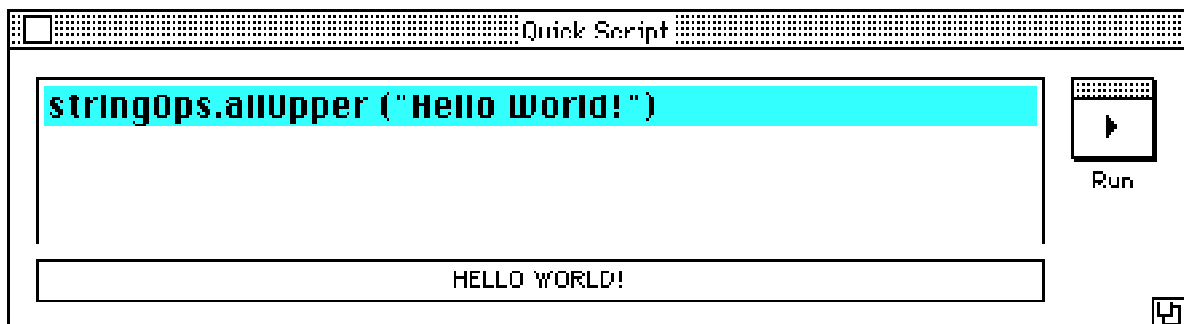 Quick Script
stringOps.allUpper ("Hello World!")
Run
HELLO WORLD!